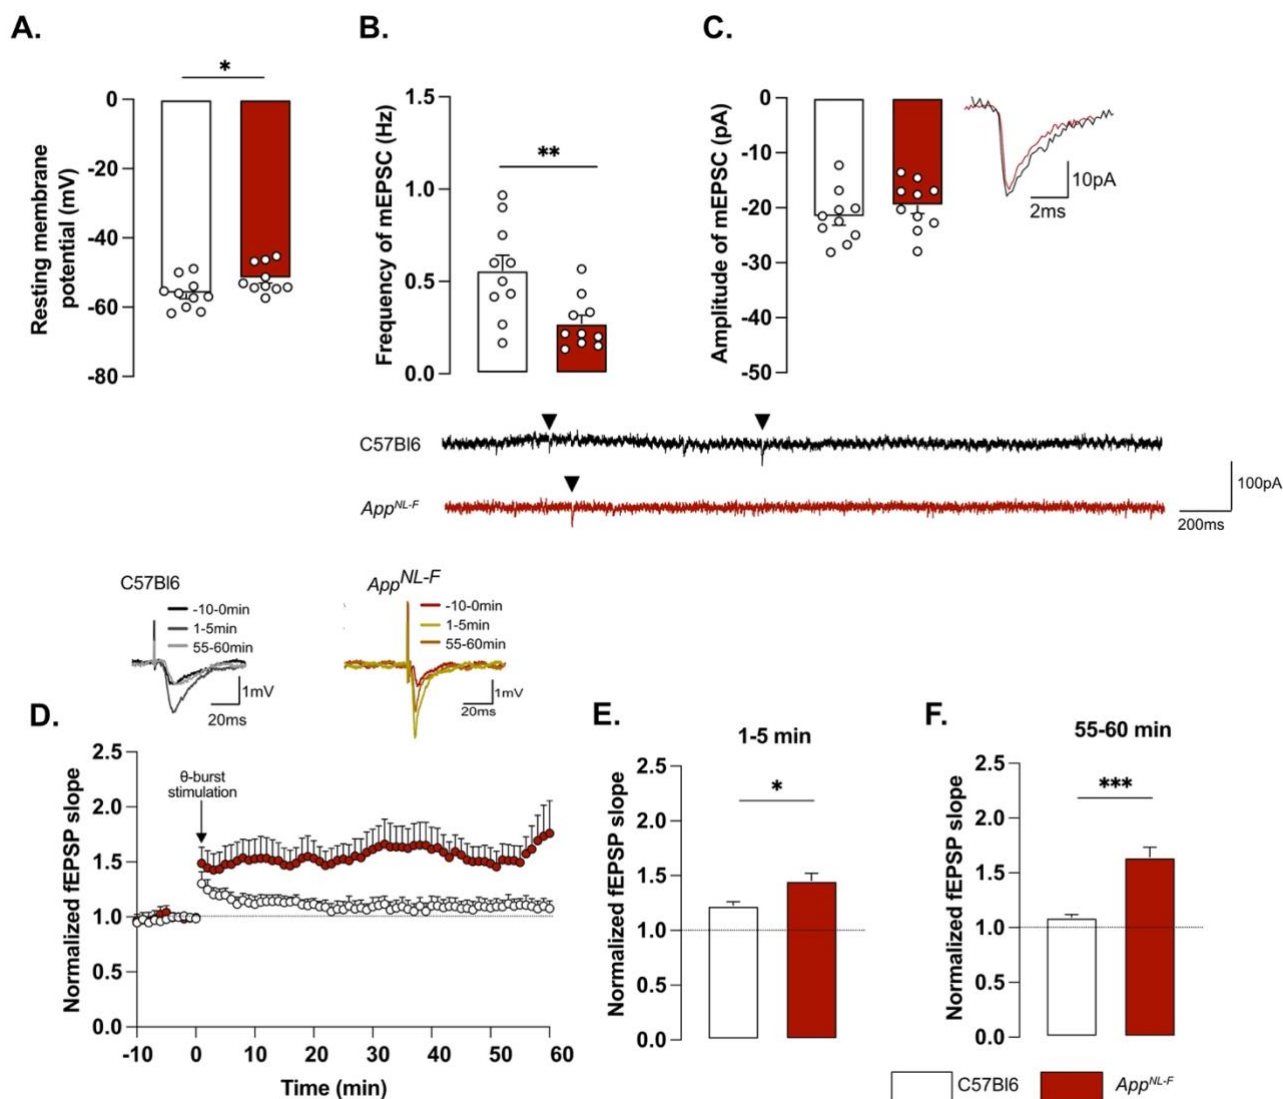 A.
B.
C.
*
**
0
-20
-40
-60
-80
Resting membrane
potential (mV)
1.5
1.0
0.5
0.0
Frequency of mEPSC (Hz)
0
-10
-20
-30
-40
-50
Amplitude of mEPSC (pA)
10pA
2ms
C57Bl6
App^NL-F
100pA
200ms
C57Bl6
-10-0min
1-5min
55-60min
1mV
20ms
App^NL-F
-10-0min
1-5min
55-60min
1mV
20ms
D.
2.5
2.0
1.5
1.0
0.5
0.0
Normalized fEPSP slope
θ-burst
stimulation
-10 0 10 20 30 40 50 60
Time (min)
E.
1-5 min
*
2.5
2.0
1.5
1.0
0.5
0.0
Normalized fEPSP slope
F.
55-60 min
***
2.5
2.0
1.5
1.0
0.5
0.0
Normalized fEPSP slope
C57Bl6
App^NL-F